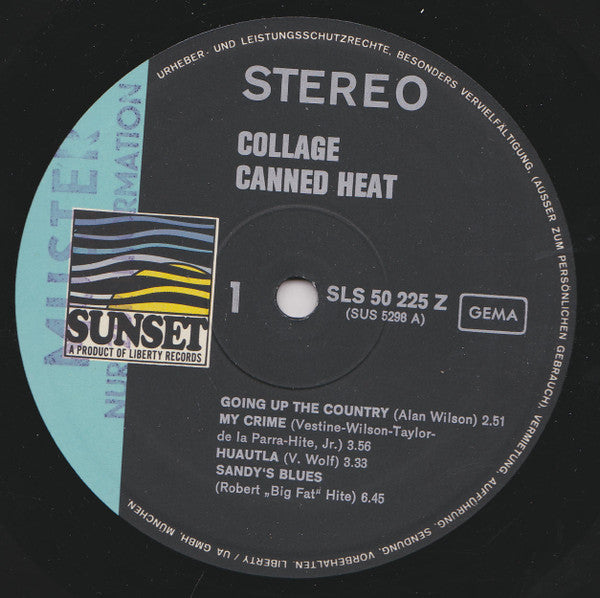 URHEBER- UND LEISTUNGSSCHUTZRECHTE, BESONDERS VERVIELFÄLTIGUNG, (AUSSER ZUM PERSÖNLICHEN GEBRAUCH), VERMIETUNG, AUFFÜHRUNG, SENDUNG, VORBEHALTEN. LIBERTY / UA GMBH, MÜNCHEN.
STEREO
COLLAGE
CANNED HEAT
MUSTER
NUR
RMATION
SUNSET
A PRODUCT OF LIBERTY RECORDS
1
SLS 50 225 Z
(SUS 5298 A)
GEMA
GOING UP THE COUNTRY (Alan Wilson) 2.51
MY CRIME (Vestine-Wilson-Taylor-
de la Parra-Hite, Jr.) 3.56
HUAUTLA (V. Wolf) 3.33
SANDY'S BLUES
(Robert „Big Fat“ Hite) 6.45